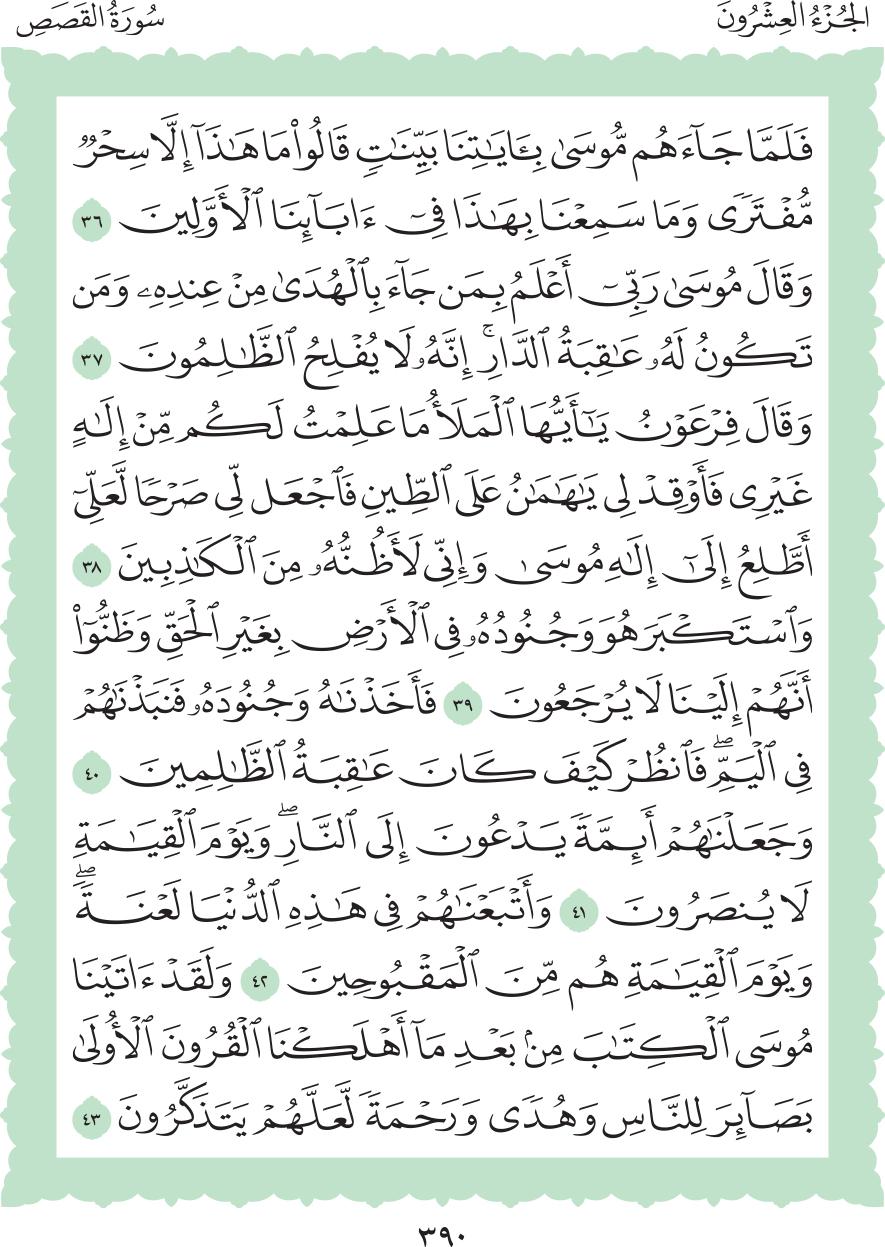 الجُزْءُ العِشْرُونَ
سُورَةُ القَصَصِ
فَلَمَّا جَآءَهُم مُّوسَىٰ بِـَٔايَٰتِنَا بَيِّنَٰتٖ قَالُواْ مَا هَٰذَآ إِلَّا سِحۡرٞ
مُّفۡتَرٗى وَمَا سَمِعۡنَا بِهَٰذَا فِيٓ ءَابَآئِنَا ٱلۡأَوَّلِينَ ٣٦
وَقَالَ مُوسَىٰ رَبِّيٓ أَعۡلَمُ بِمَن جَآءَ بِٱلۡهُدَىٰ مِنۡ عِندِهِۦ وَمَن
تَكُونُ لَهُۥ عَٰقِبَةُ ٱلدَّارِۚ إِنَّهُۥ لَا يُفۡلِحُ ٱلظَّٰلِمُونَ ٣٧
وَقَالَ فِرۡعَوۡنُ يَٰٓأَيُّهَا ٱلۡمَلَأُ مَا عَلِمۡتُ لَكُم مِّنۡ إِلَٰهٍ
غَيۡرِي فَأَوۡقِدۡ لِي يَٰهَٰمَٰنُ عَلَى ٱلطِّينِ فَٱجۡعَل لِّي صَرۡحٗا لَّعَلِّيٓ
أَطَّلِعُ إِلَىٰٓ إِلَٰهِ مُوسَىٰ وَإِنِّي لَأَظُنُّهُۥ مِنَ ٱلۡكَٰذِبِينَ ٣٨
وَٱسۡتَكۡبَرَ هُوَ وَجُنُودُهُۥ فِي ٱلۡأَرۡضِ بِغَيۡرِ ٱلۡحَقِّ وَظَنُّوٓاْ
أَنَّهُمۡ إِلَيۡنَا لَا يُرۡجَعُونَ ٣٩ فَأَخَذۡنَٰهُ وَجُنُودَهُۥ فَنَبَذۡنَٰهُمۡ
فِي ٱلۡيَمِّۖ فَٱنظُرۡ كَيۡفَ كَانَ عَٰقِبَةُ ٱلظَّٰلِمِينَ ٤٠
وَجَعَلۡنَٰهُمۡ أَئِمَّةٗ يَدۡعُونَ إِلَى ٱلنَّارِۖ وَيَوۡمَ ٱلۡقِيَٰمَةِ
لَا يُنصَرُونَ ٤١ وَأَتۡبَعۡنَٰهُمۡ فِي هَٰذِهِ ٱلدُّنۡيَا لَعۡنَةٗۖ
وَيَوۡمَ ٱلۡقِيَٰمَةِ هُم مِّنَ ٱلۡمَقۡبُوحِينَ ٤٢ وَلَقَدۡ ءَاتَيۡنَا
مُوسَى ٱلۡكِتَٰبَ مِنۢ بَعۡدِ مَآ أَهۡلَكۡنَا ٱلۡقُرُونَ ٱلۡأُولَىٰ
بَصَآئِرَ لِلنَّاسِ وَهُدٗى وَرَحۡمَةٗ لَّعَلَّهُمۡ يَتَذَكَّرُونَ ٤٣
٣٩٠